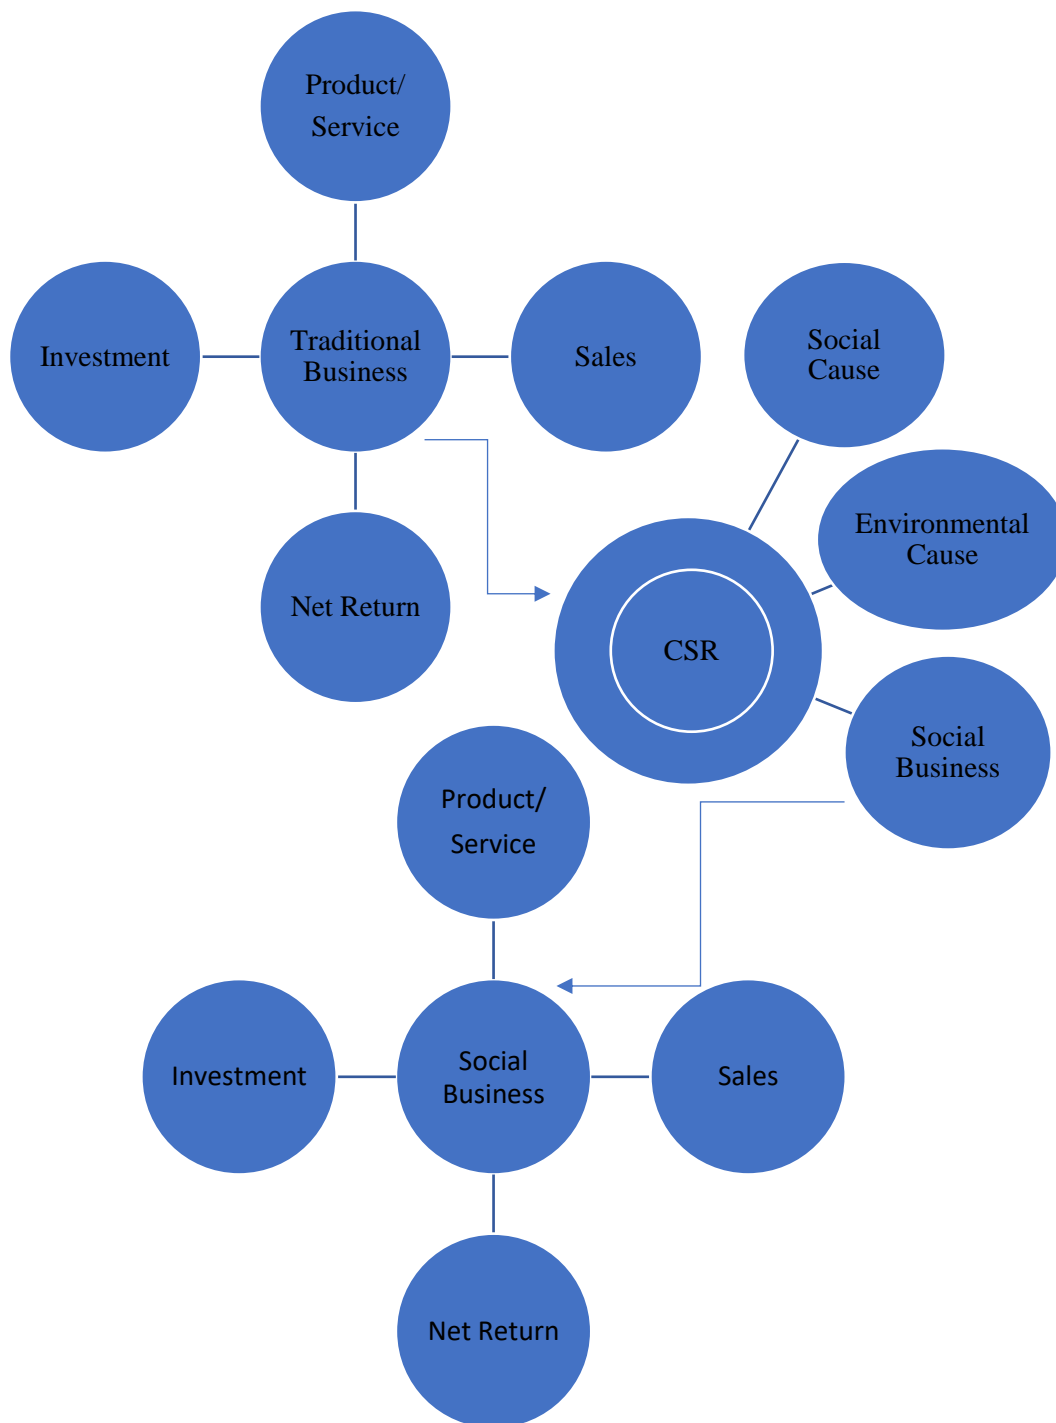 Product/
Service
Investment
Traditional
Business
Sales
Social
Cause
Environmental
Cause
Net Return
CSR
Social
Business
Product/
Service
Investment
Social
Business
Sales
Net Return